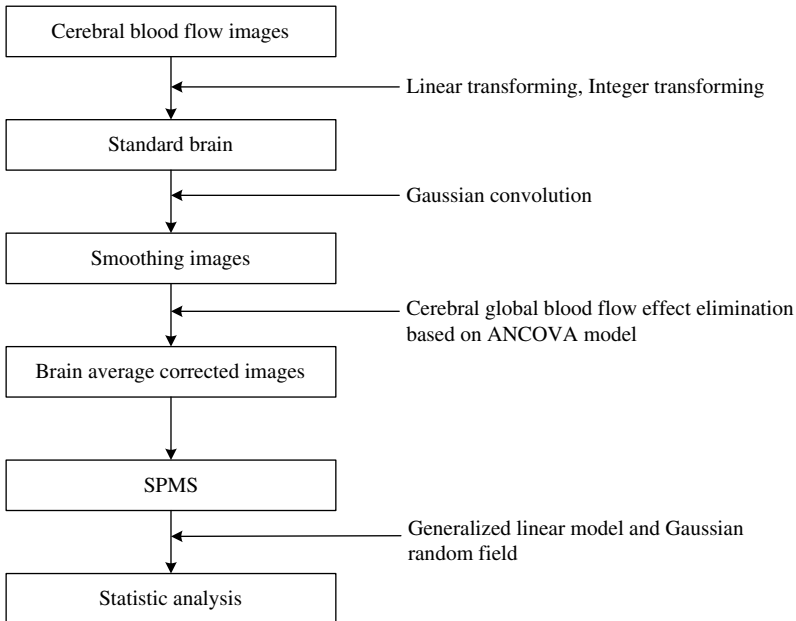 Cerebral blood flow images
Linear transforming, Integer transforming
Standard brain
Gaussian convolution
Smoothing images
Cerebral global blood flow effect elimination
based on ANCOVA model
Brain average corrected images
SPMS
Generalized linear model and Gaussian
random field
Statistic analysis